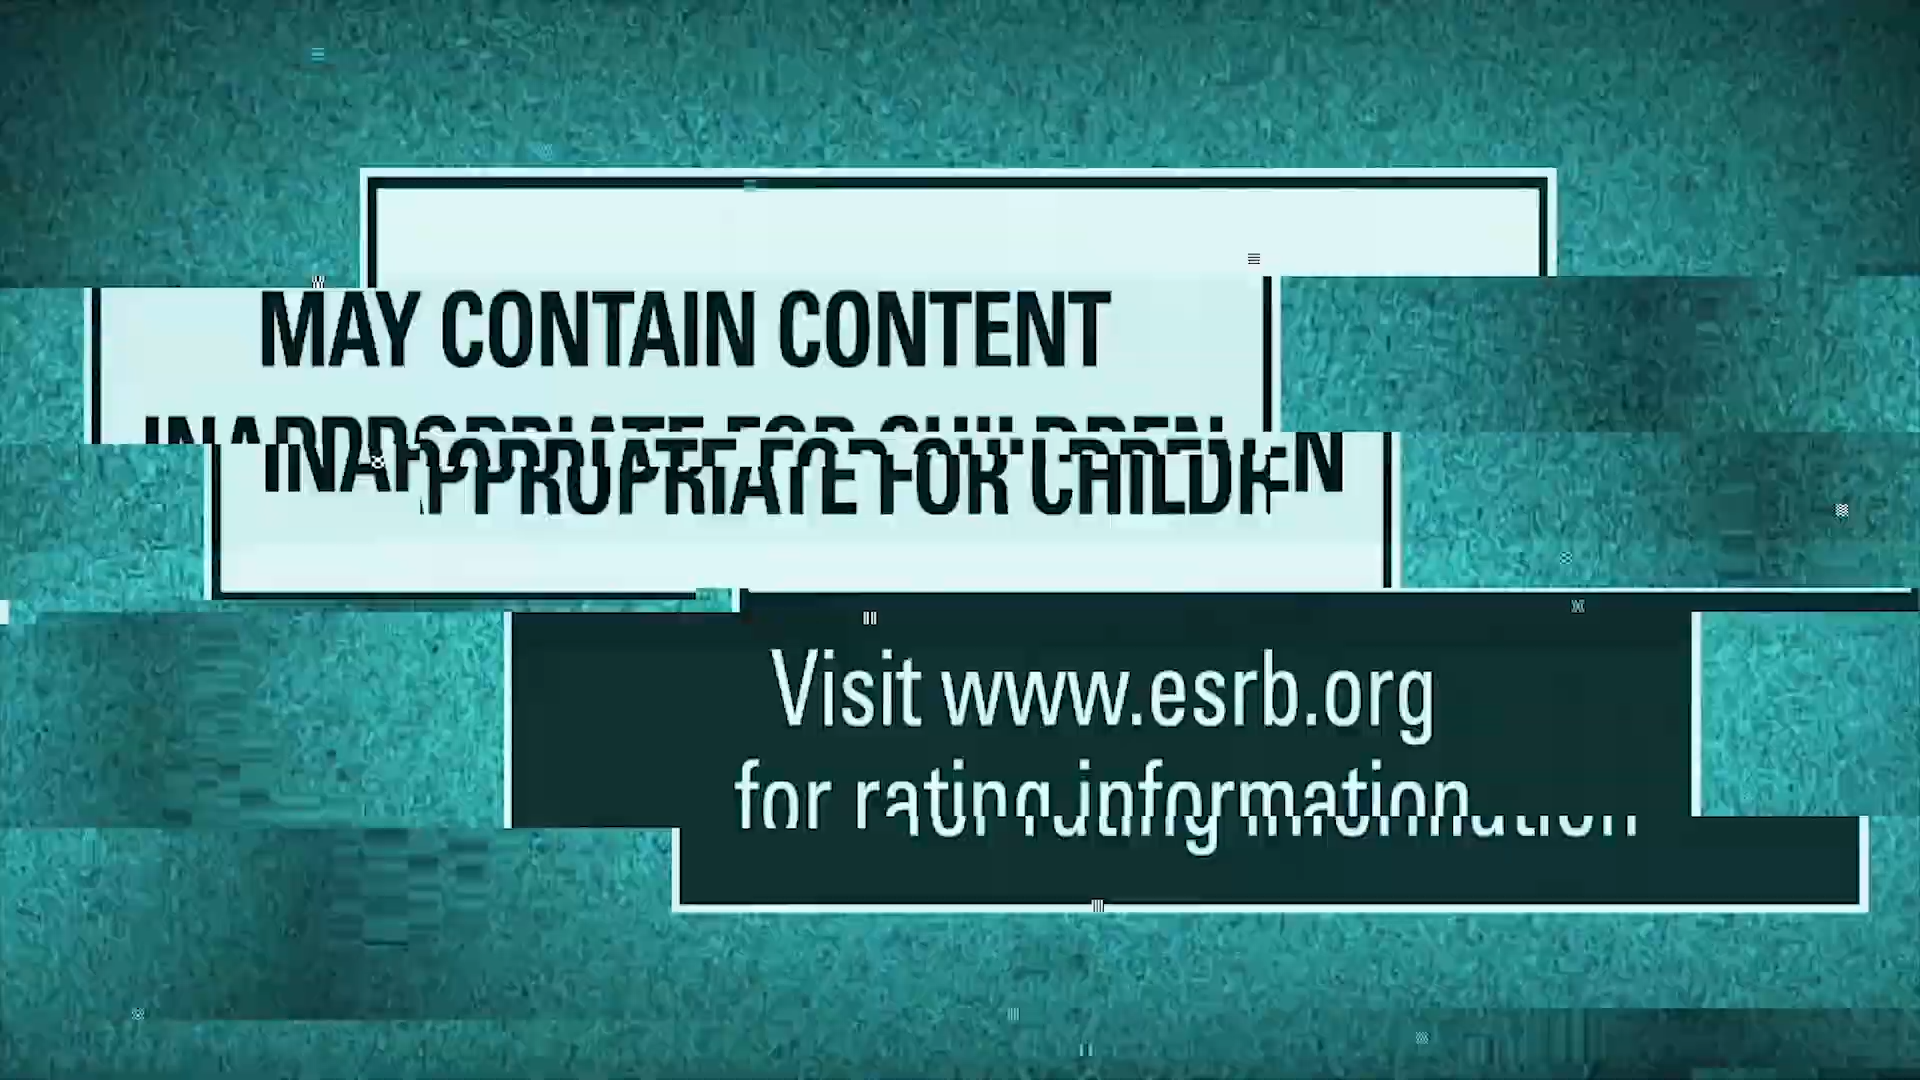 MAY CONTAIN CONTENT
INAPPROPRIATE FOR CHILDREN
Visit www.esrb.org
for rating information